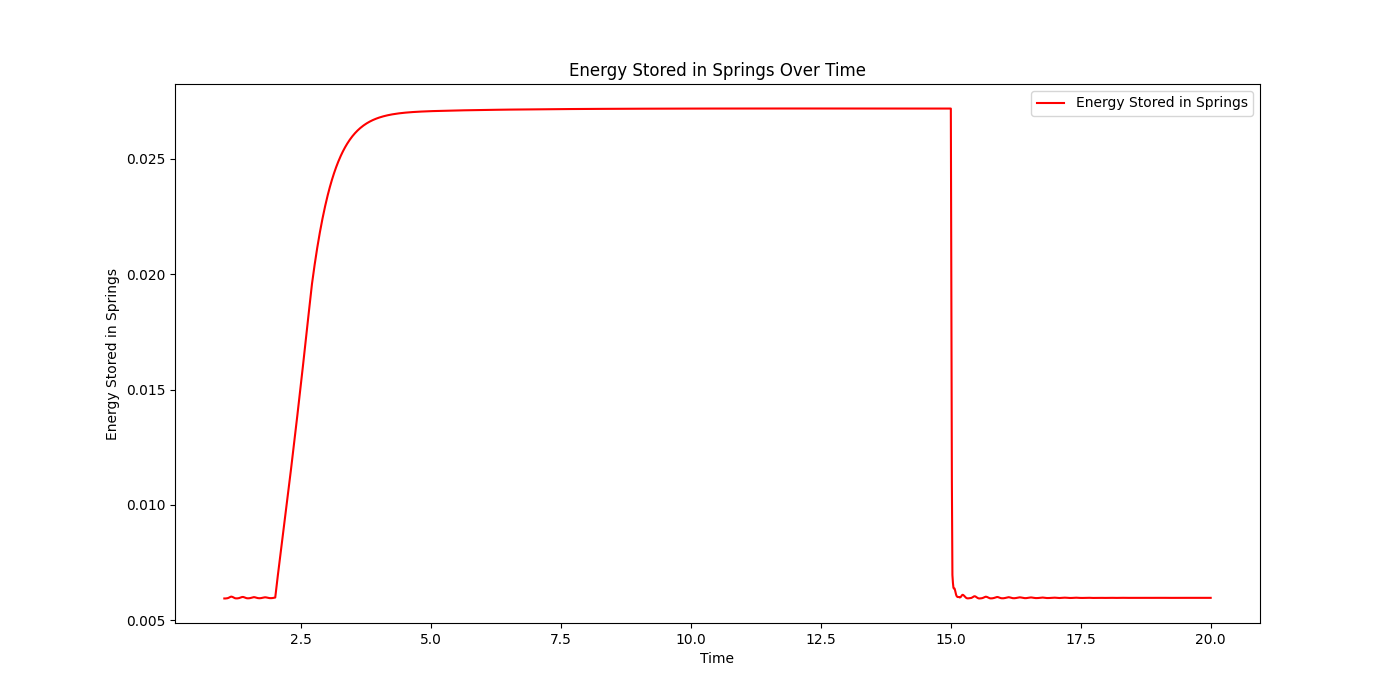 Energy Stored in Springs Over Time
Energy Stored in Springs
Energy Stored in Springs
0.025
0.020
0.015
0.010
0.005
2.5 5.0 7.5 10.0 12.5 15.0 17.5 20.0
Time